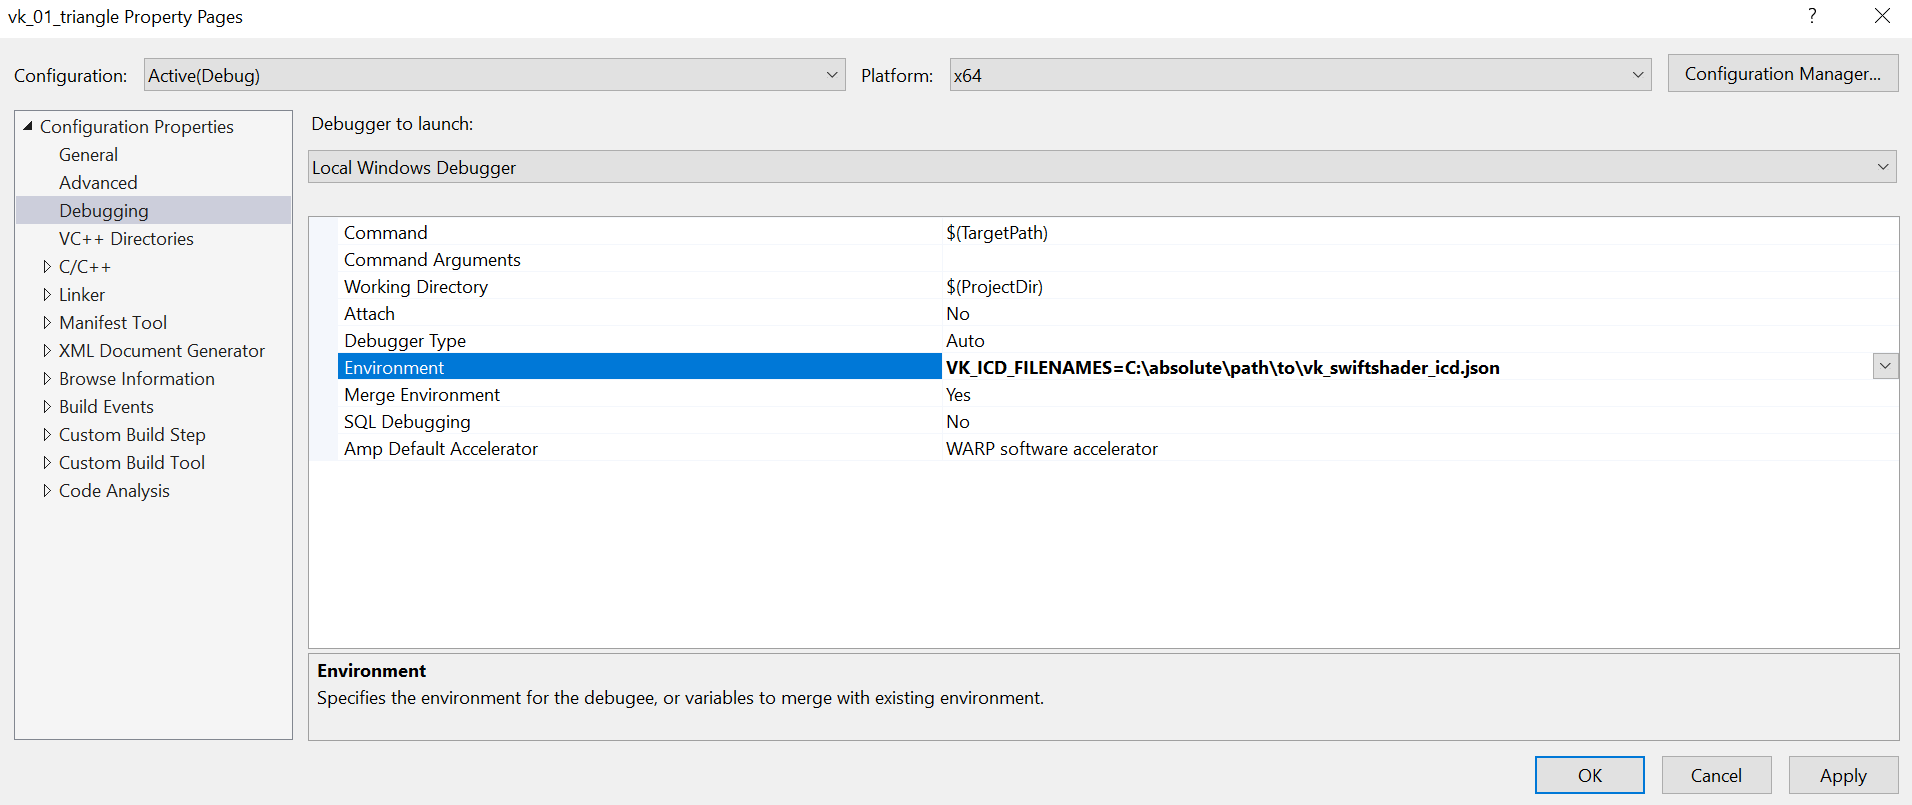 vk_01_triangle Property Pages
?
Configuration: Active(Debug) Platform: x64 Configuration Manager...
Configuration Properties
General
Advanced
Debugging
VC++ Directories
C/C++
Linker
Manifest Tool
XML Document Generator
Browse Information
Build Events
Custom Build Step
Custom Build Tool
Code Analysis
Debugger to launch:
Local Windows Debugger
Command $(TargetPath)
Command Arguments
Working Directory $(ProjectDir)
Attach No
Debugger Type Auto
Environment VK_ICD_FILENAMES=C:\absolute\path\to\vk_swiftshader_icd.json
Merge Environment Yes
SQL Debugging No
Amp Default Accelerator WARP software accelerator
Environment
Specifies the environment for the debugee, or variables to merge with existing environment.
OK Cancel Apply